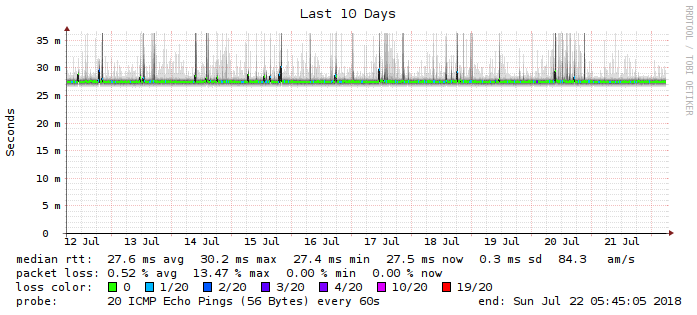 Last 10 Days
RRDTOOL / TOBI OETIKER
Seconds
35 m
30 m
25 m
20 m
15 m
10 m
5 m
0
12 Jul 13 Jul 14 Jul 15 Jul 16 Jul 17 Jul 18 Jul 19 Jul 20 Jul 21 Jul
median rtt: 27.6 ms avg 30.2 ms max 27.4 ms min 27.5 ms now 0.3 ms sd 84.3 am/s
packet loss: 0.52 % avg 13.47 % max 0.00 % min 0.00 % now
loss color: 0 1/20 2/20 3/20 4/20 10/20 19/20
probe: 20 ICMP Echo Pings (56 Bytes) every 60s end: Sun Jul 22 05:45:05 2018